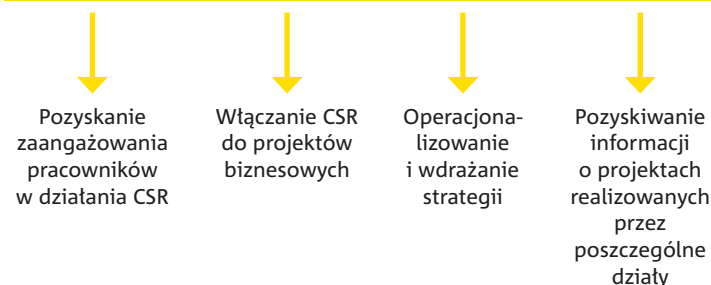 Pozyskanie
zaangażowania
pracowników
w działania CSR
Włączanie CSR
do projektów
biznesowych
Operacjona-
lizowanie
i wdrażanie
strategii
Pozyskiwanie
informacji
o projektach
realizowanych
przez
poszczególne
działy